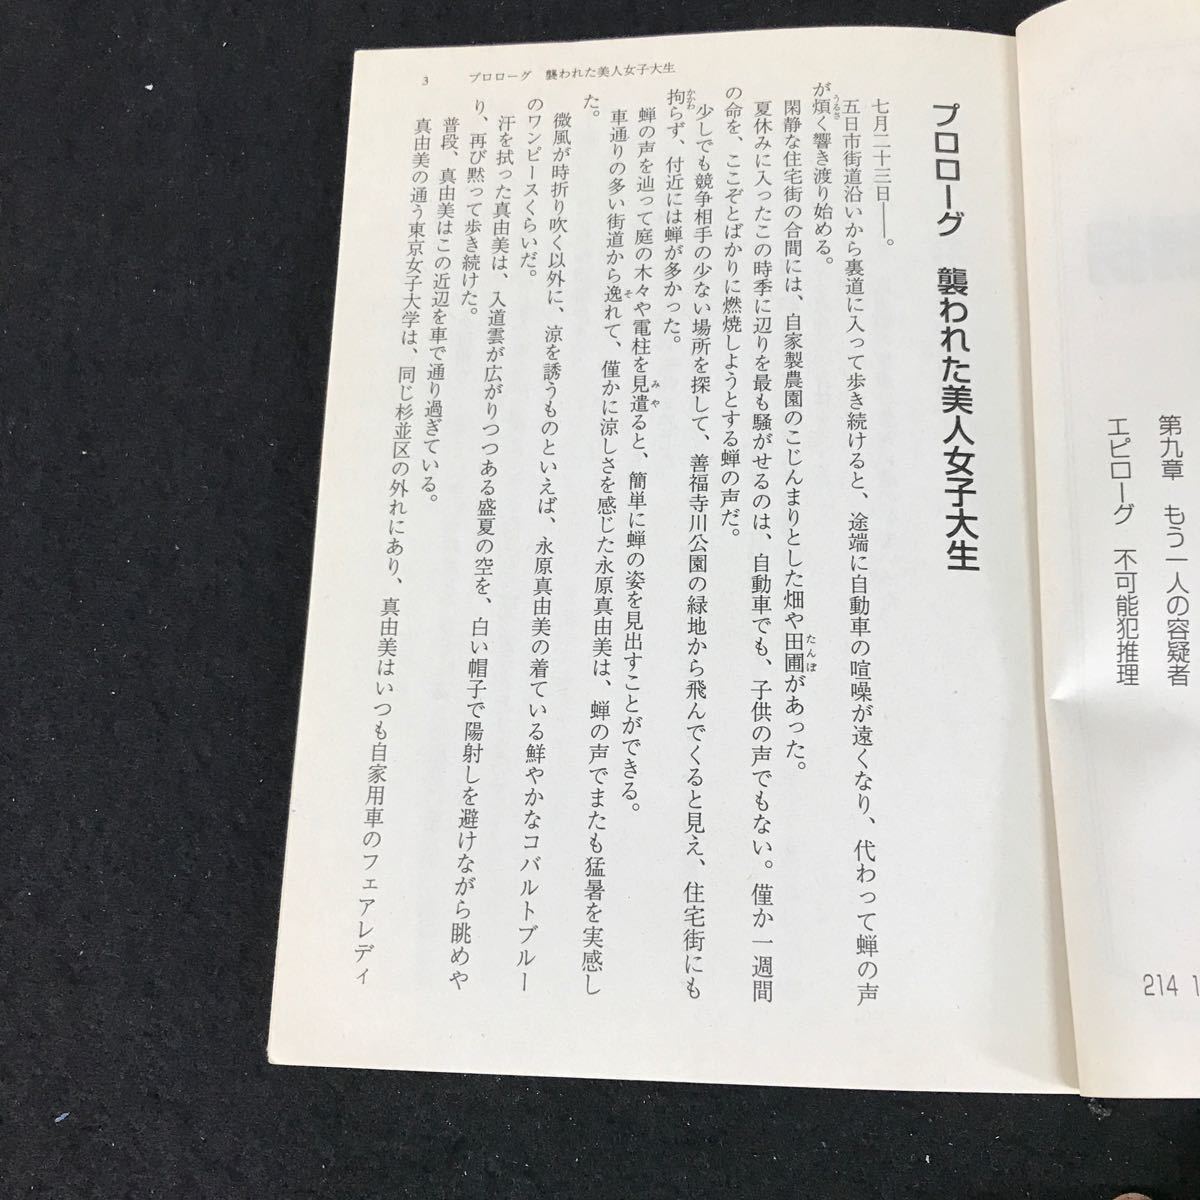 第九章　もう一人の容疑者
エピローグ　不可能犯推理
214 1
3　プロローグ　襲われた美人女子大生
プロローグ　襲われた美人女子大生
七月二十三日――。
五日市街道沿いから裏道に入って歩き続けると、途端に自動車の喧噪が遠くなり、代わって蝉の声
が煩く響き渡り始める。
閑静な住宅街の合間には、自家製農園のこじんまりとした畑や田圃があった。
夏休みに入ったこの時季に辺りを最も騒がせるのは、自動車でも、子供の声でもない。僅か一週間
の命を、ここぞとばかりに燃焼しようとする蝉の声だ。
少しでも競争相手の少ない場所を探して、善福寺川公園の緑地から飛んでくると見え、住宅街にも
拘らず、付近には蝉が多かった。
蝉の声を辿って庭の木々や電柱を見遣ると、簡単に蝉の姿を見出すことができる。
車通りの多い街道から逸れて、僅かに涼しさを感じた永原真由美は、蝉の声でまたも猛暑を実感し
た。
微風が時折り吹く以外に、涼を誘うものといえば、永原真由美の着ている鮮やかなコバルトブルー
のワンピースくらいだ。
汗を拭った真由美は、入道雲が広がりつつある盛夏の空を、白い帽子で陽射しを避けながら眺めや
り、再び黙って歩き続けた。
普段、真由美はこの近辺を車で通り過ぎている。
真由美の通う東京女子大学は、同じ杉並区の外れにあり、真由美はいつも自家用車のフェアレディ